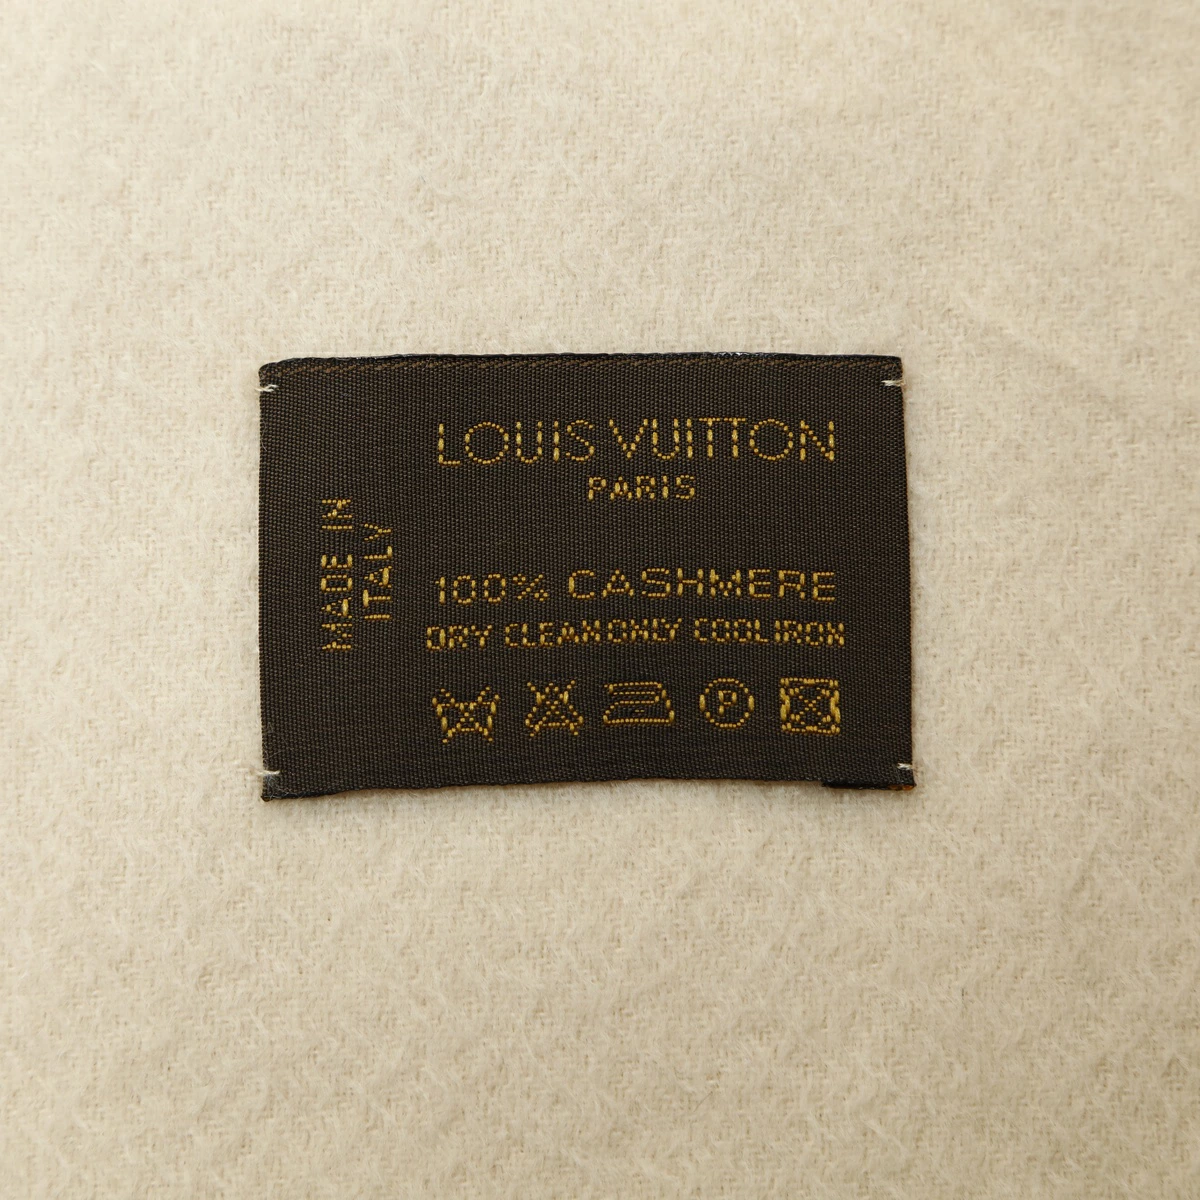 LOUIS VUITTON
PARIS
MADE IN
ITALY
100% CASHMERE
DRY CLEAN ONLY COOL IRON
P